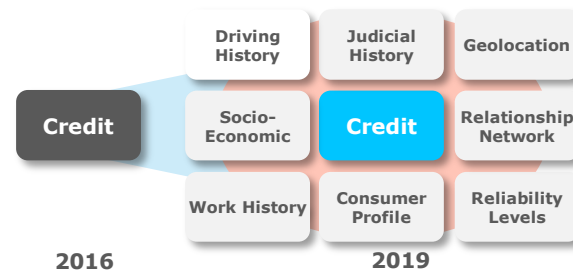 Driving
History
Judicial
History
Geolocation
Credit
Socio-
Economic
Credit
Relationship
Network
Work History
Consumer
Profile
Reliability
Levels
2016
2019